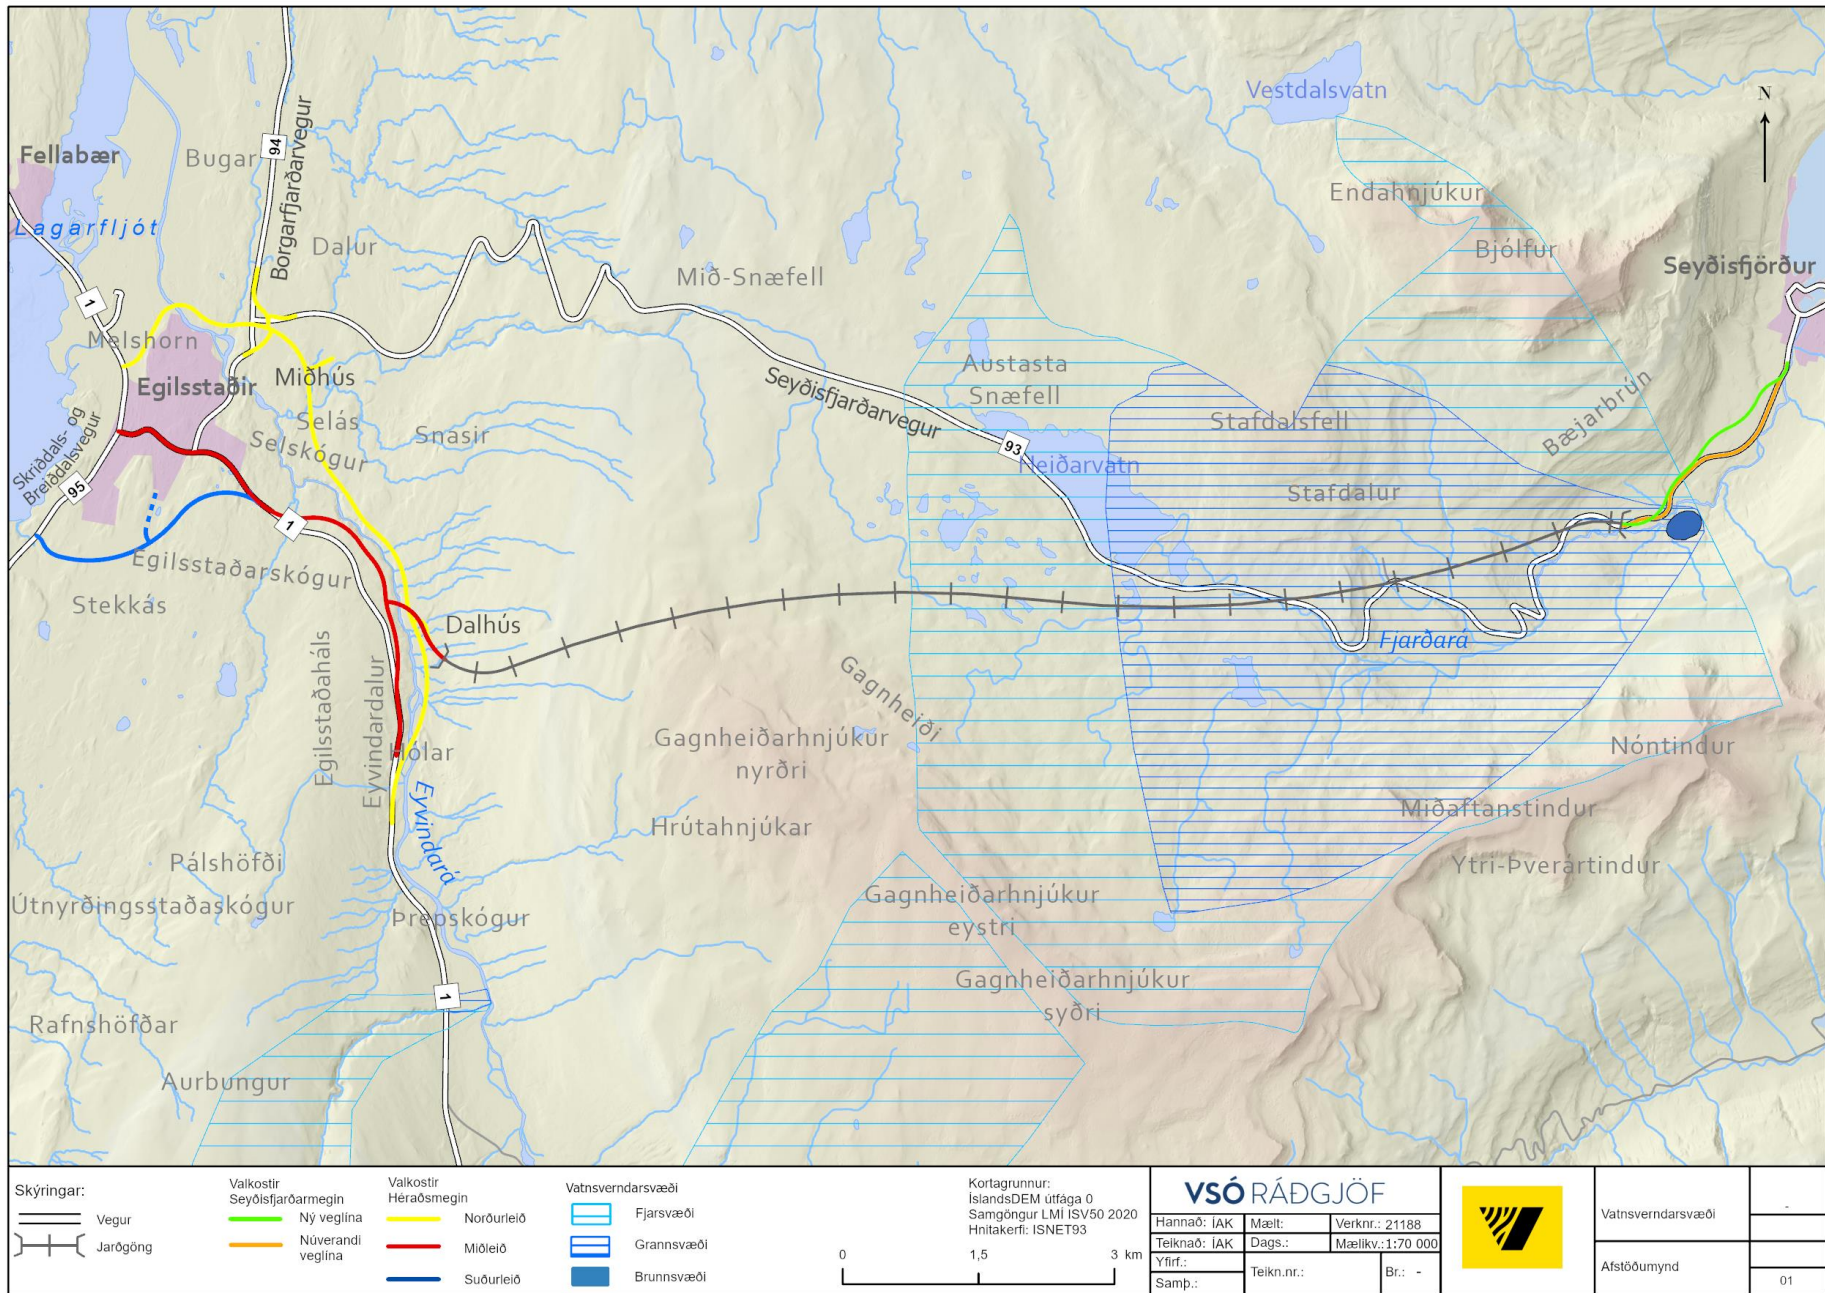 Vestdalsvatn
N
94
Fellabær
Bugar
Borgarfjarðarvegur
Endahnjúkur
Lagarfljót
Dalur
Bjólfur
Mið-Snæfell
Seyðisfjörður
1
Melshorn
Austasta
Snæfell
Egilsstaðir
Miðhús
Seyðisfjarðarvegur
Selás
Stafdalsfell
Bæjarbrún
Skriðdals- og
Breiðdalsvegur
Selskógur
Snasir
93
Heiðarvatn
95
Stafdalur
1
Egilsstaðarskógur
Stekkás
Dalhús
Fjarðará
Egilsstaðaháls
Eyvindardalur
Gagnheiði
Hólar
Gagnheiðarhnjúkur
nyrðri
Nóntindur
Eyvindará
Miðaftanstindur
Hrútahnjúkar
Pálshöfði
Ytri-Þverártindur
Útnyrðingsstaðaskógur
Gagnheiðarhnjúkur
eystri
Þrepskógur
1
Gagnheiðarhnjúkur
syðri
Rafnshöfðar
Aurbungur
Skýringar:
Vegur
Jarðgöng
Valkostir
Seyðisfjarðarmegin
Ný veglína
Núverandi
veglína
Valkostir
Héraðsmegin
Norðurleið
Miðleið
Suðurleið
Vatnsverndarsvæði
Fjarsvæði
Grannsvæði
Brunnsvæði
0 1,5 3 km
Kortagrunnur:
ÍslandsDEM útfága 0
Samgöngur LMÍ ISV50 2020
Hnitakerfi: ISNET93
VSÓ RÁÐGJÖF
Hannað: ÍAK Mælt: Verknr.: 21188
Teiknað: ÍAK Dags.: Mælikv.:1:70 000
Yfirf.: Teikn.nr.: Br.: -
Samþ.:
Vatnsverndarsvæði -
Afstöðumynd 01